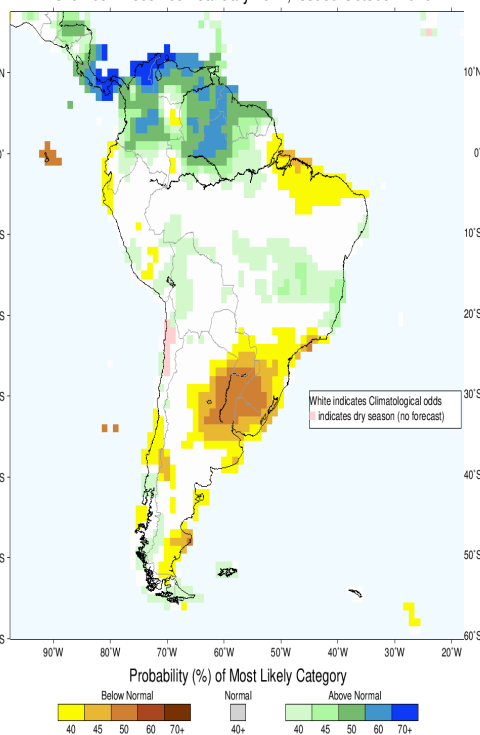 10˚N
0˚
10˚S
20˚S
30˚S
40˚S
50˚S
60˚S
White indicates Climatological odds
indicates dry season (no forecast)
90˚W 80˚W 70˚W 60˚W 50˚W 40˚W 30˚W 20˚W
Probability (%) of Most Likely Category
Below Normal Normal Above Normal
40 45 50 60 70+ 40+ 40 45 50 60 70+